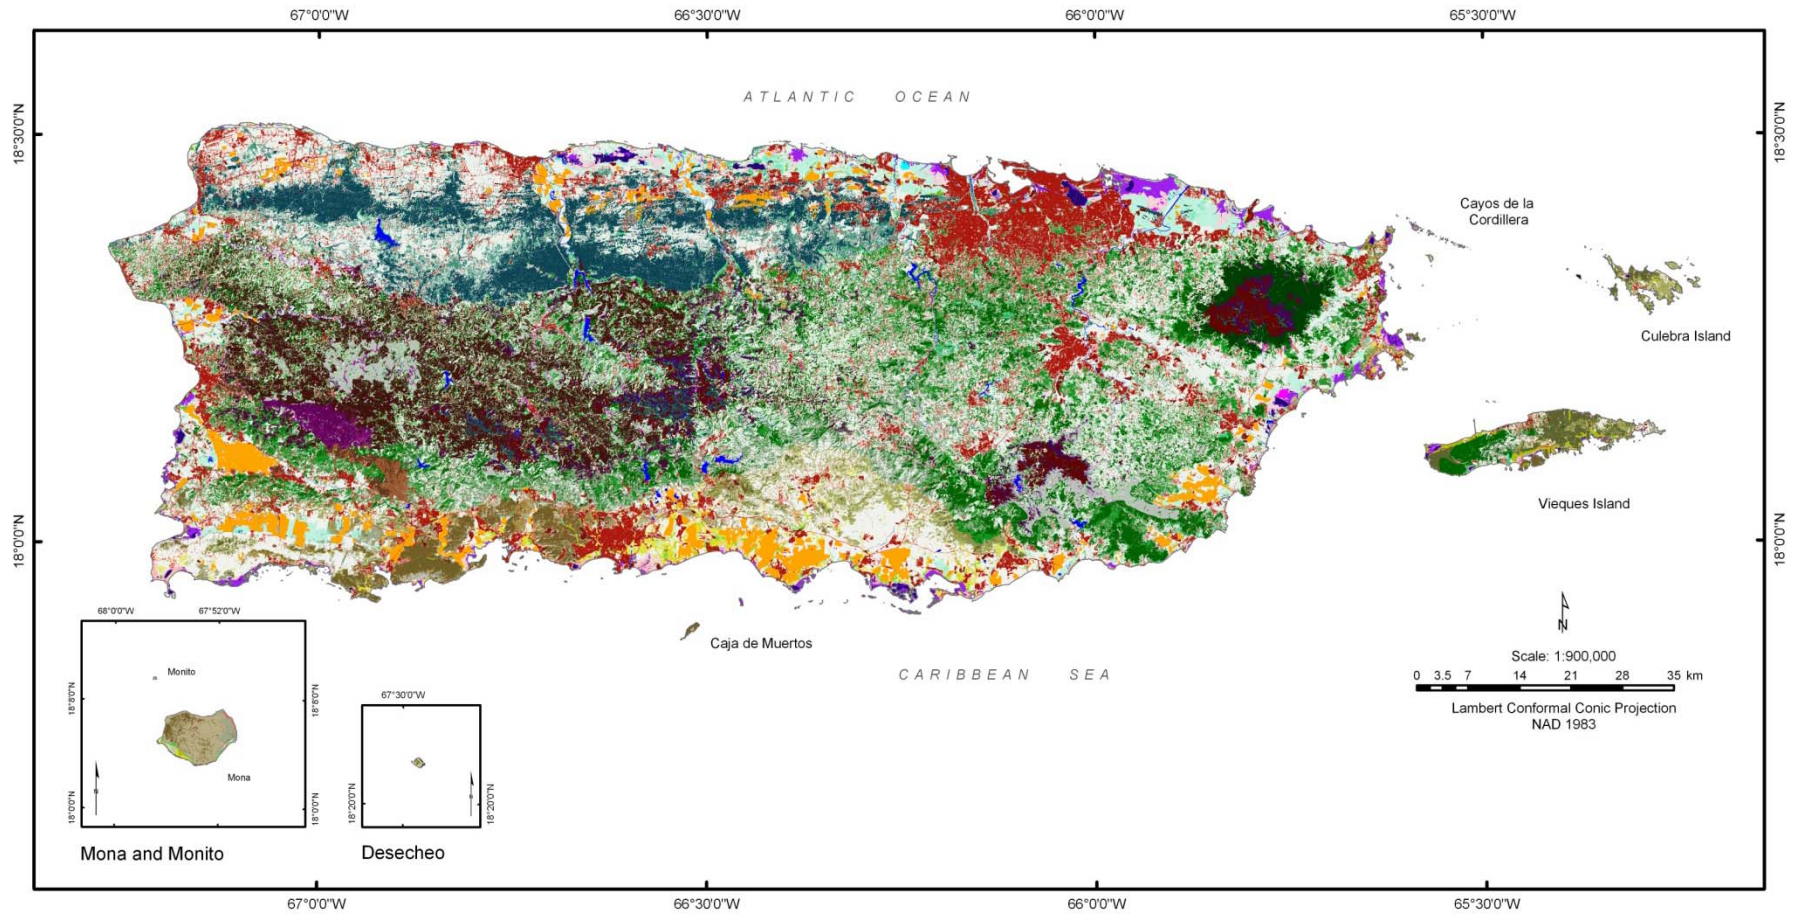 67°0'0"W 66°30'0"W 66°0'0"W 65°30'0"W
18°30'0"N 18°30'0"N
ATLANTIC OCEAN
Cayos de la
Cordillera
Culebra Island
Vieques Island
18°0'0"N 18°0'0"N
N
Scale: 1:900,000
0 3.5 7 14 21 28 35 km
Lambert Conformal Conic Projection
NAD 1983
Caja de Muertos
CARIBBEAN SEA
68°0'0"W 67°52'0"W
Monito
18°8'0"N 18°8'0"N
Mona
N
18°0'0"N 18°0'0"N
Mona and Monito
67°30'0"W
18°20'0"N 18°20'0"N
N
Desecheo
67°0'0"W 66°30'0"W 66°0'0"W 65°30'0"W